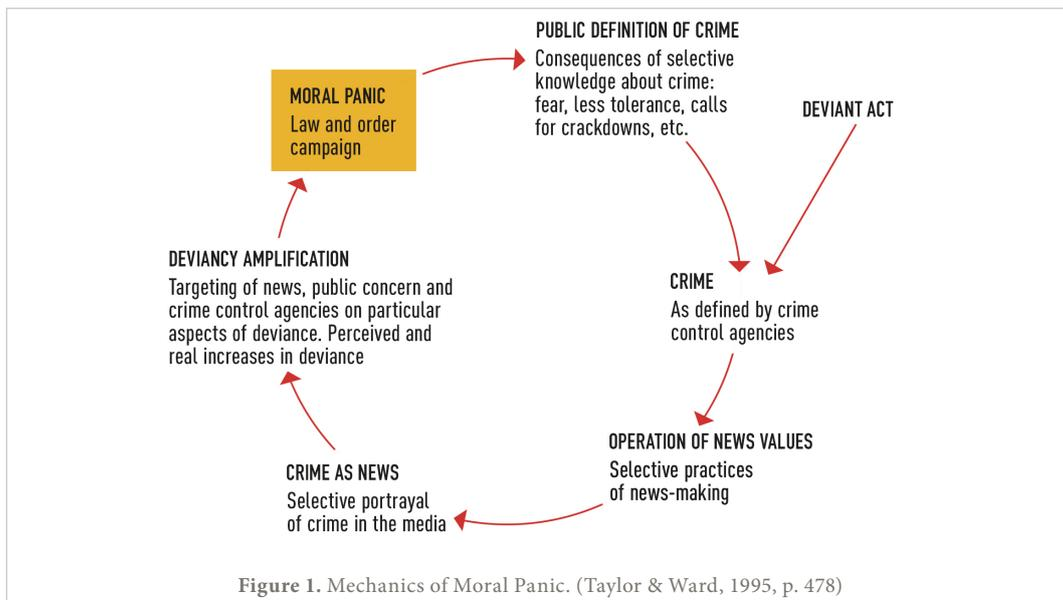 PUBLIC DEFINITION OF CRIME
Consequences of selective
knowledge about crime:
fear, less tolerance, calls
for crackdowns, etc.
MORAL PANIC
Law and order
campaign
DEVIANT ACT
DEVIANCY AMPLIFICATION
Targeting of news, public concern and
crime control agencies on particular
aspects of deviance. Perceived and
real increases in deviance
CRIME
As defined by crime
control agencies
OPERATION OF NEWS VALUES
Selective practices
of news-making
CRIME AS NEWS
Selective portrayal
of crime in the media
Figure 1. Mechanics of Moral Panic. (Taylor & Ward, 1995, p. 478)